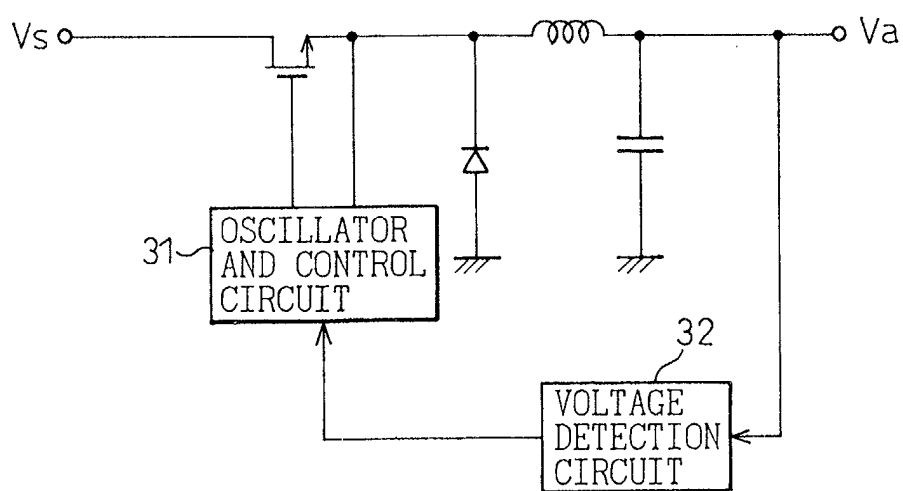 Vs
Va
31
OSCILLATOR
AND CONTROL
CIRCUIT
32
VOLTAGE
DETECTION
CIRCUIT